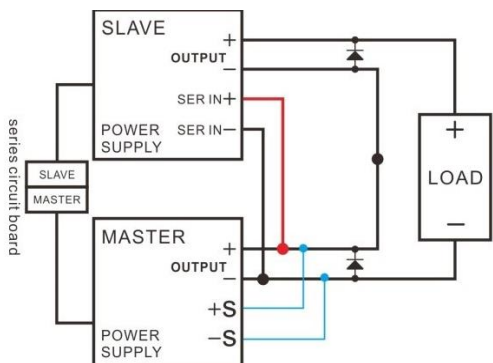 SLAVE
+
OUTPUT
−
SER IN+
SER IN−
POWER
SUPPLY
series circuit board
SLAVE
MASTER
+
LOAD
−
MASTER
+
OUTPUT
−
+S
−S
POWER
SUPPLY